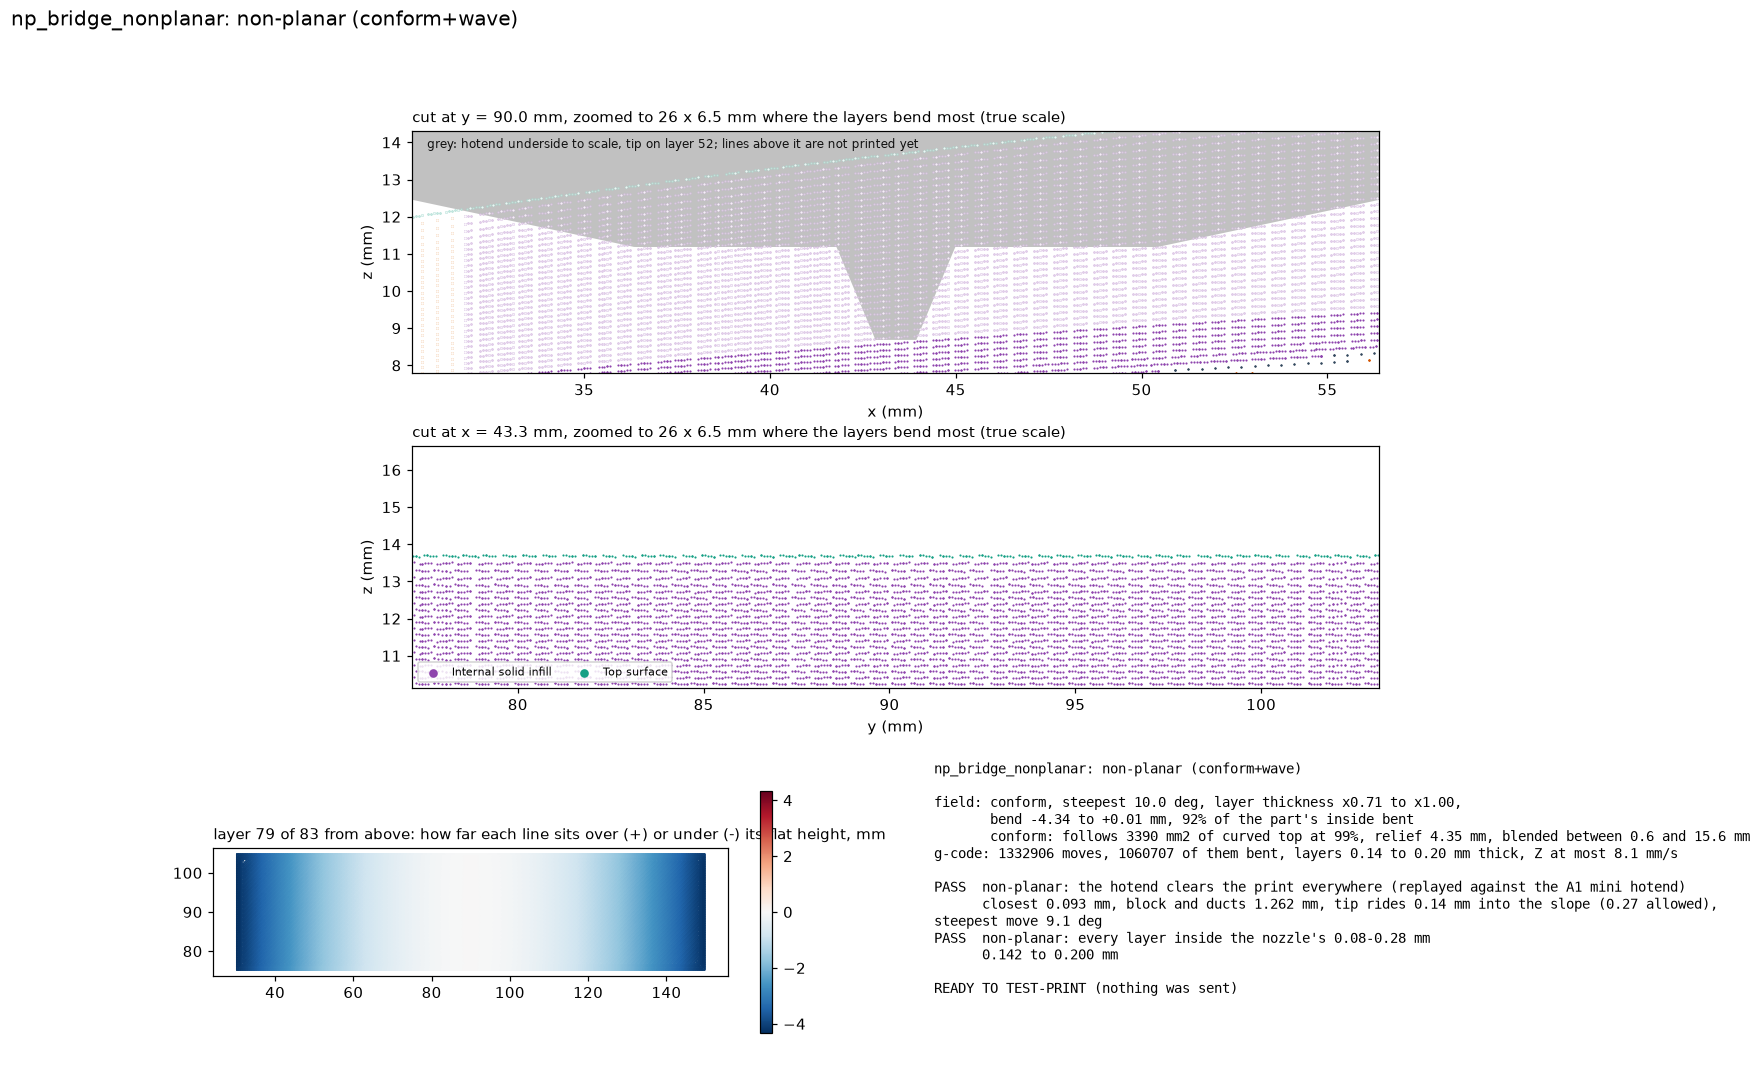 np_bridge_nonplanar: non-planar (conform+wave)
cut at y = 90.0 mm, zoomed to 26 x 6.5 mm where the layers bend most (true scale)
grey: hotend underside to scale, tip on layer 52; lines above it are not printed yet
14
13
12
11
10
9
8
z (mm)
35 40 45 50 55
x (mm)
cut at x = 43.3 mm, zoomed to 26 x 6.5 mm where the layers bend most (true scale)
16
15
14
13
12
11
z (mm)
Internal solid infill Top surface
80 85 90 95 100
y (mm)
layer 79 of 83 from above: how far each line sits over (+) or under (-) its flat height, mm
100
90
80
40 60 80 100 120 140
4
2
0
−2
−4
np_bridge_nonplanar: non-planar (conform+wave)
field: conform, steepest 10.0 deg, layer thickness x0.71 to x1.00,
bend -4.34 to +0.01 mm, 92% of the part's inside bent
conform: follows 3390 mm2 of curved top at 99%, relief 4.35 mm, blended between 0.6 and 15.6 mm
g-code: 1332906 moves, 1060707 of them bent, layers 0.14 to 0.20 mm thick, Z at most 8.1 mm/s
PASS non-planar: the hotend clears the print everywhere (replayed against the A1 mini hotend)
closest 0.093 mm, block and ducts 1.262 mm, tip rides 0.14 mm into the slope (0.27 allowed),
steepest move 9.1 deg
PASS non-planar: every layer inside the nozzle's 0.08-0.28 mm
0.142 to 0.200 mm
READY TO TEST-PRINT (nothing was sent)